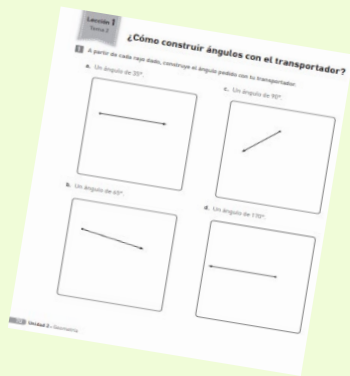 Lección 1
Tema 2
¿Cómo construir ángulos con el transportador?
1 A partir de cada rayo dado, construye el ángulo pedido con tu transportador.
a. Un ángulo de 35°.
c. Un ángulo de 90°.
b. Un ángulo de 65°.
d. Un ángulo de 170°.
Unidad 2 - Geometría